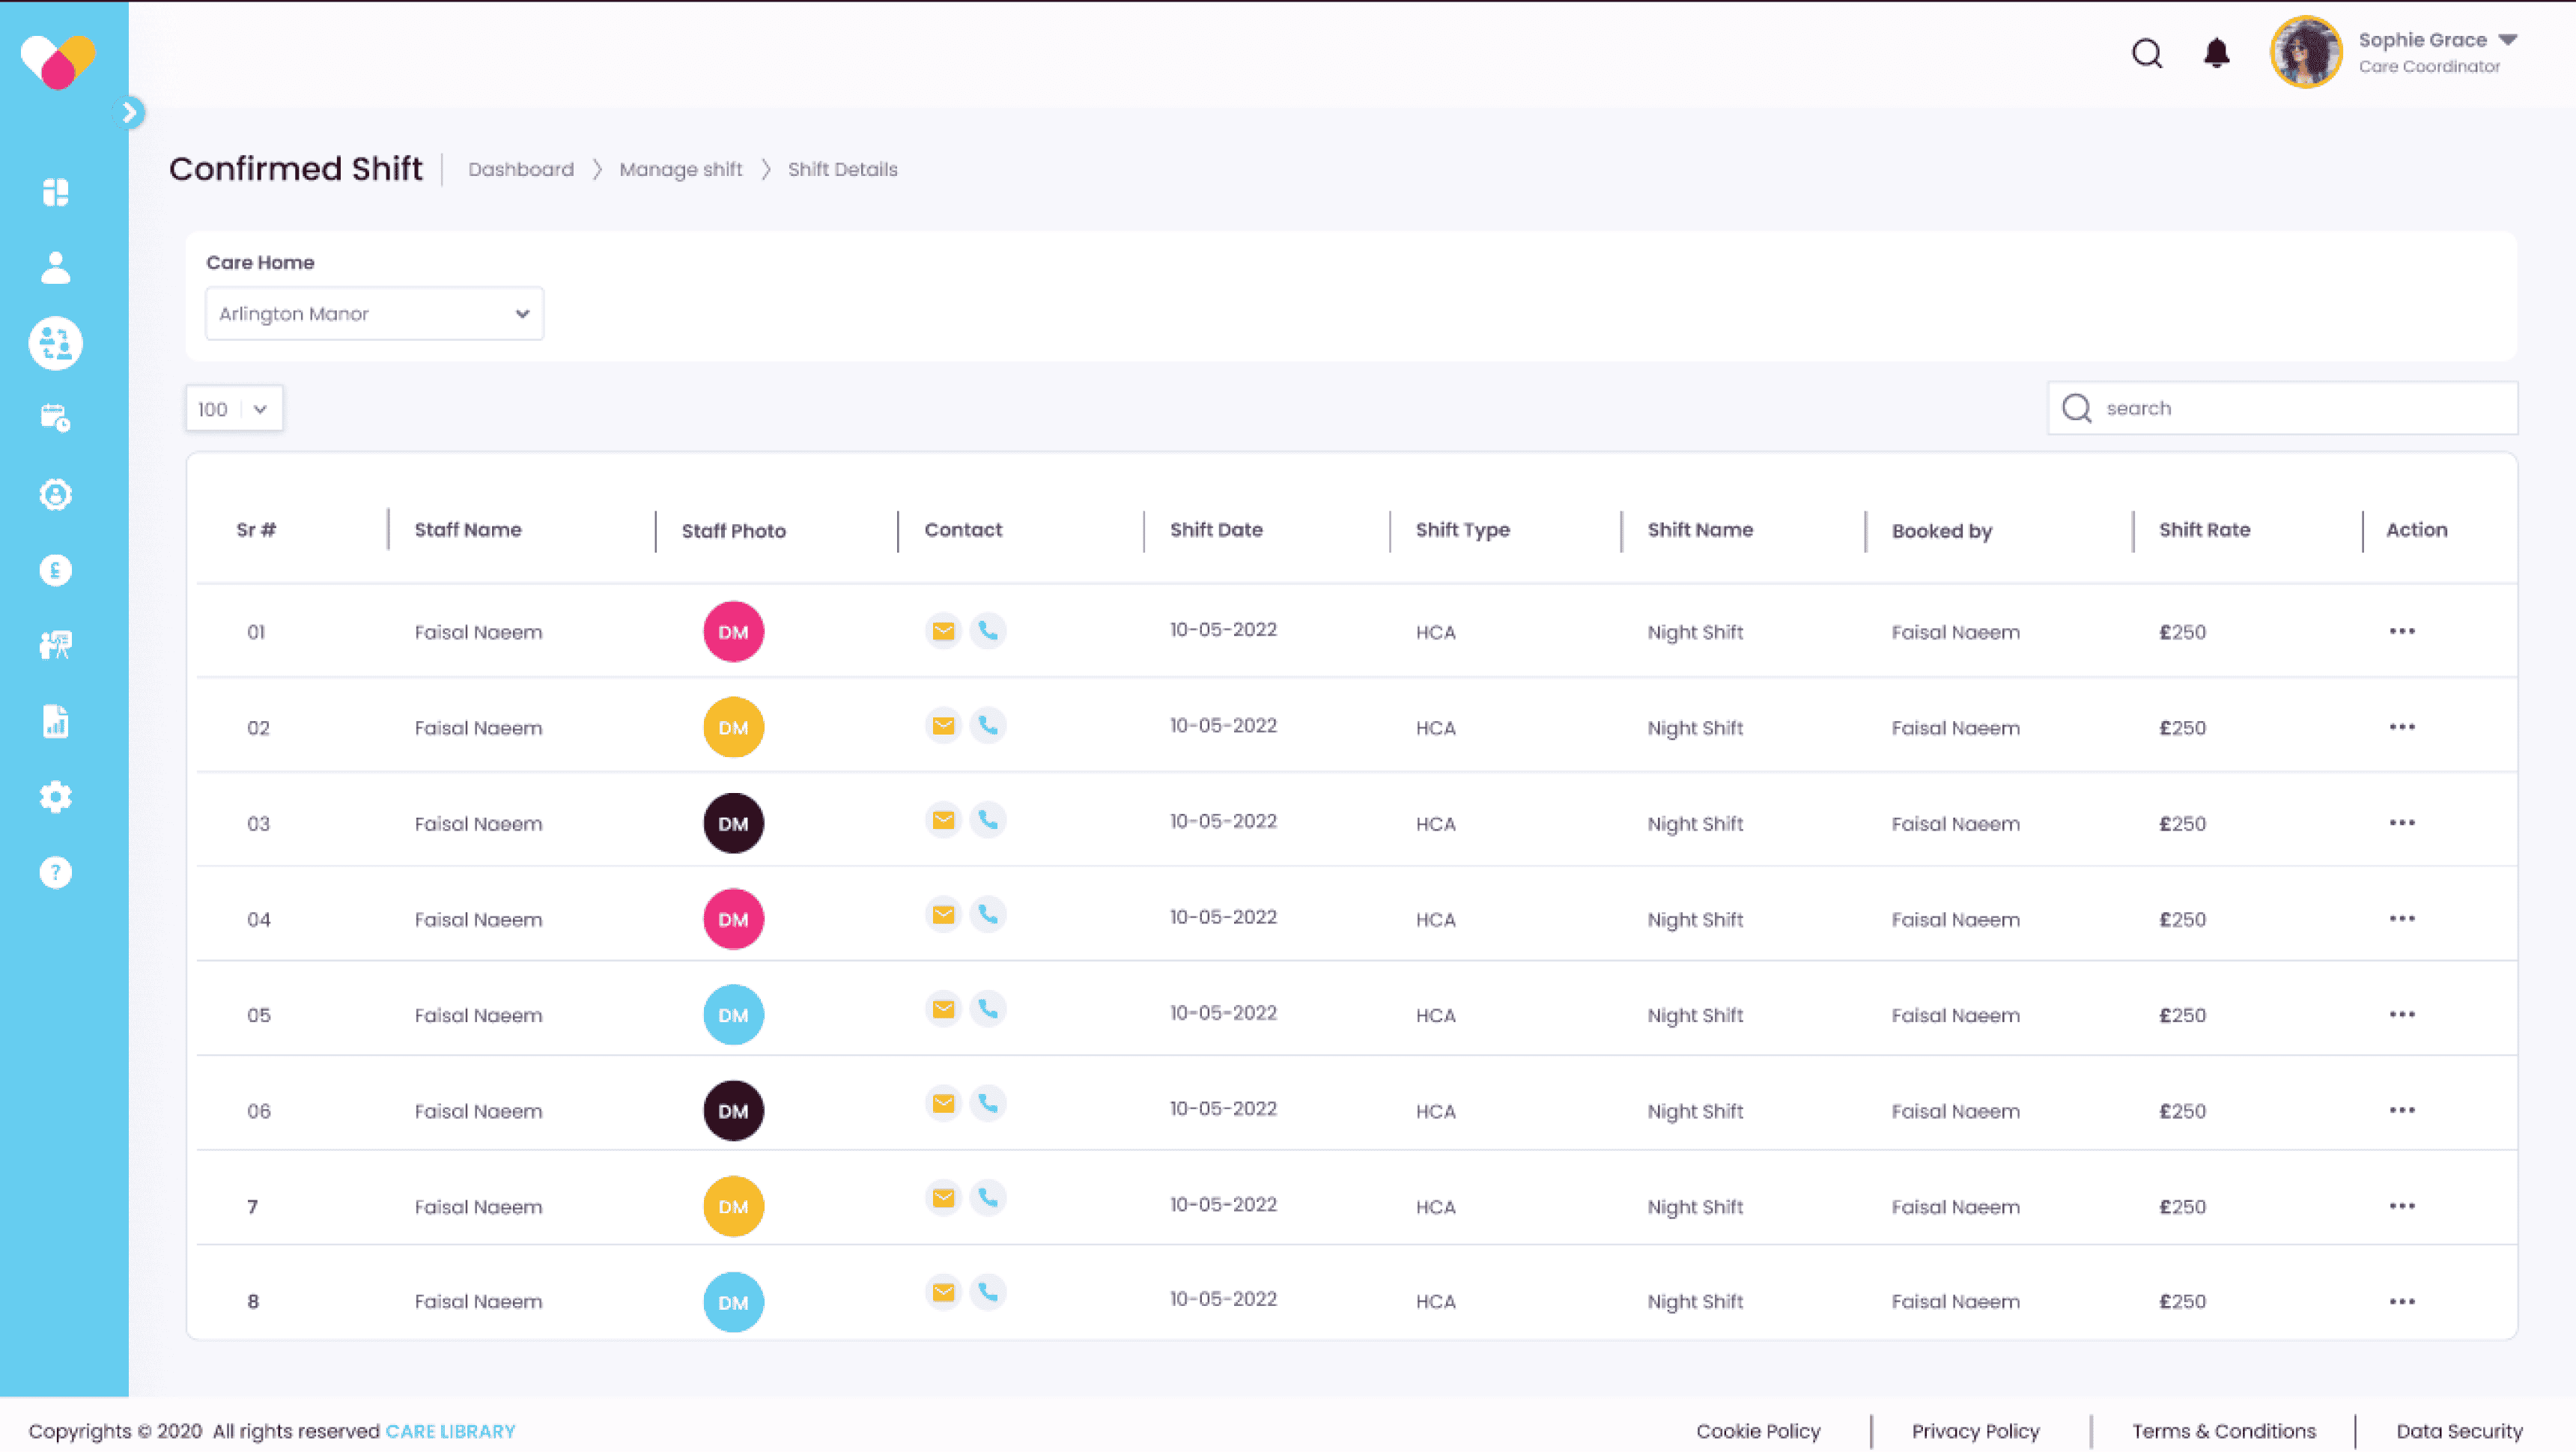 Sophie Grace
Care Coordinator
Confirmed Shift Dashboard Manage shift Shift Details
Care Home
Arlington Manor
100 search
Sr # Staff Name Staff Photo Contact Shift Date Shift Type Shift Name Booked by Shift Rate Action
01 Faisal Naeem DM 10-05-2022 HCA Night Shift Faisal Naeem £250
02 Faisal Naeem DM 10-05-2022 HCA Night Shift Faisal Naeem £250
03 Faisal Naeem DM 10-05-2022 HCA Night Shift Faisal Naeem £250
04 Faisal Naeem DM 10-05-2022 HCA Night Shift Faisal Naeem £250
05 Faisal Naeem DM 10-05-2022 HCA Night Shift Faisal Naeem £250
06 Faisal Naeem DM 10-05-2022 HCA Night Shift Faisal Naeem £250
7 Faisal Naeem DM 10-05-2022 HCA Night Shift Faisal Naeem £250
8 Faisal Naeem DM 10-05-2022 HCA Night Shift Faisal Naeem £250
Copyrights © 2020 All rights reserved CARE LIBRARY Cookie Policy Privacy Policy Terms & Conditions Data Security